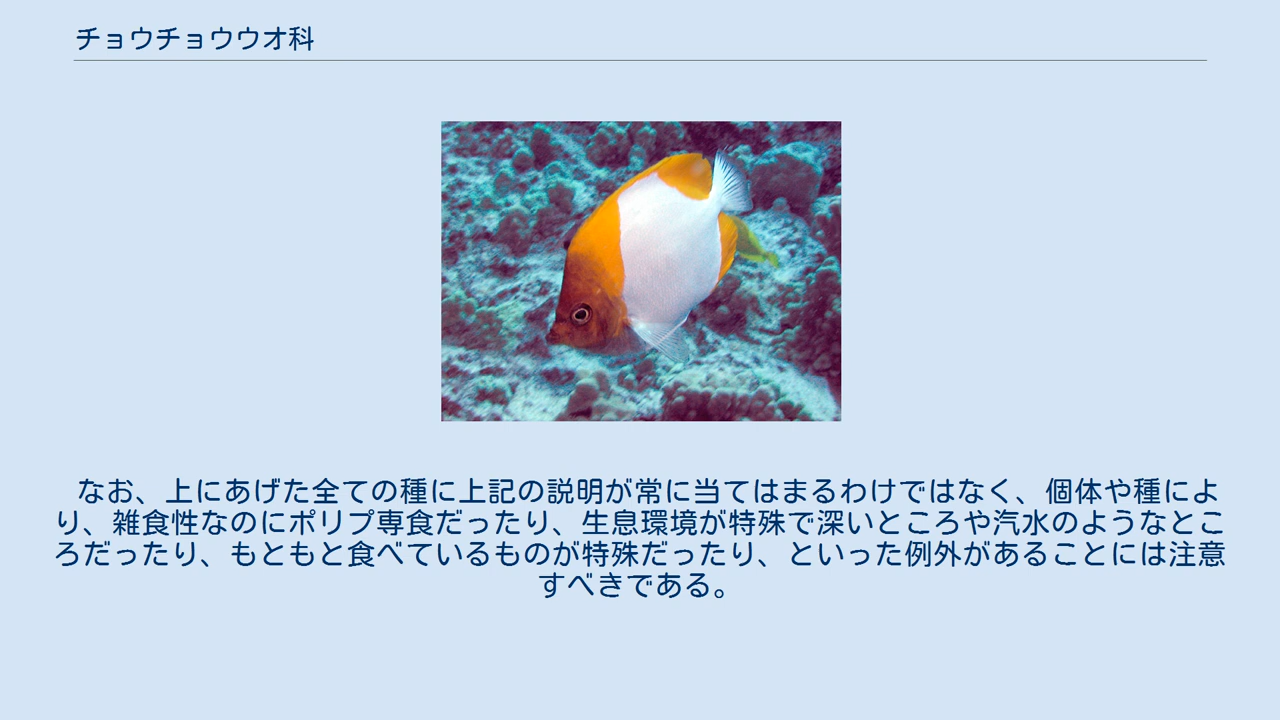 チョウチョウウオ科
なお、上にあげた全ての種に上記の説明が常に当てはまるわけではなく、個体や種によ
り、雑食性なのにポリプ専食だったり、生息環境が特殊で深いところや汽水のようなとこ
ろだったり、もともと食べているものが特殊だったり、といった例外があることには注意
すべきである。